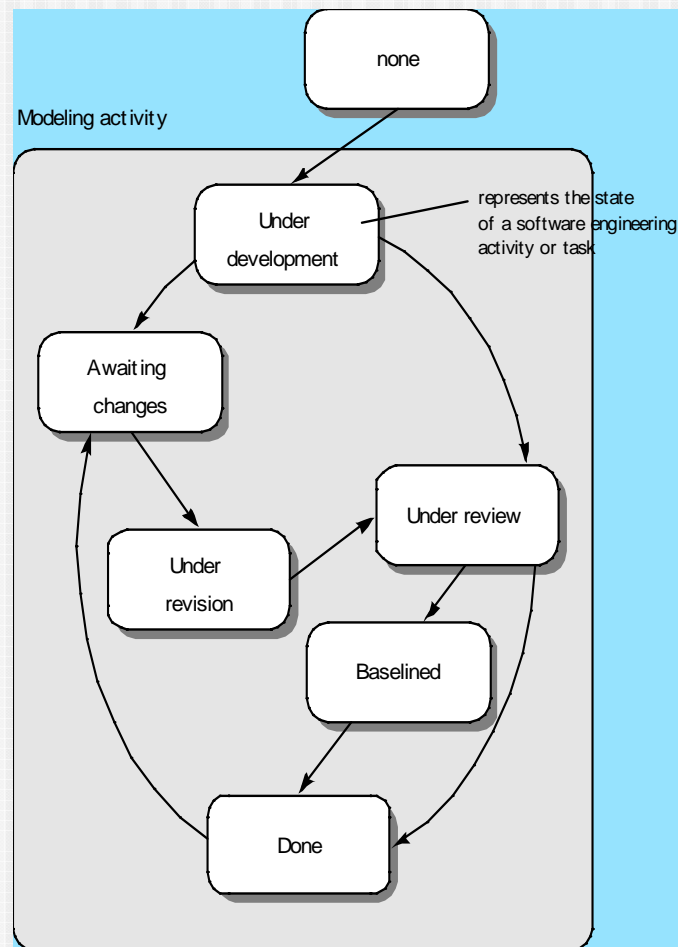 none
Modeling activity
represents the state
of a software engineering
activity or task
Under
development
Awaiting
changes
Under review
Under
revision
Baselined
Done